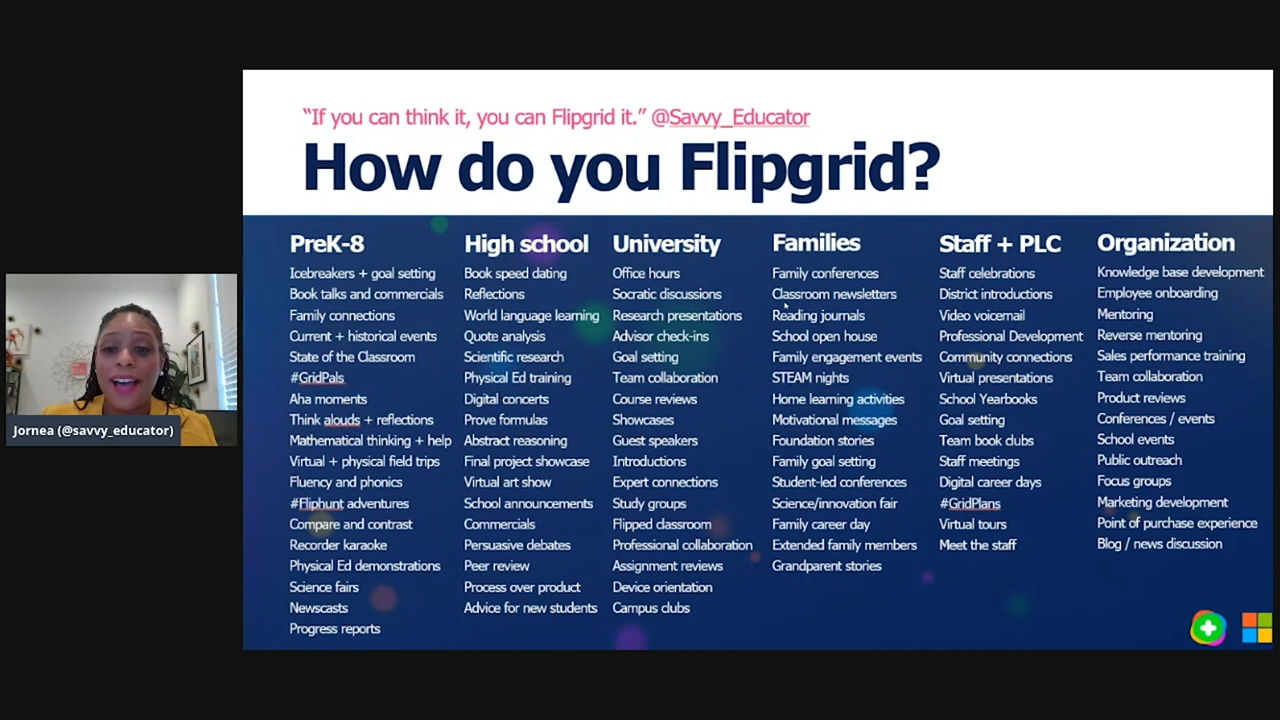 “If you can think it, you can Flipgrid it.” @Savvy_Educator
How do you Flipgrid?
PreK-8
Icebreakers + goal setting
Book talks and commercials
Family connections
Current + historical events
State of the Classroom
#GridPals
Aha moments
Think alouds + reflections
Mathematical thinking + help
Virtual + physical field trips
Fluency and phonics
#Fliphunt adventures
Compare and contrast
Recorder karaoke
Physical Ed demonstrations
Science fairs
Newscasts
Progress reports
High school
Book speed dating
Reflections
World language learning
Quote analysis
Scientific research
Physical Ed training
Digital concerts
Prove formulas
Abstract reasoning
Final project showcase
Virtual art show
School announcements
Commercials
Persuasive debates
Peer review
Process over product
Advice for new students
University
Office hours
Socratic discussions
Research presentations
Advisor check-ins
Goal setting
Team collaboration
Course reviews
Showcases
Guest speakers
Introductions
Expert connections
Study groups
Flipped classroom
Professional collaboration
Assignment reviews
Device orientation
Campus clubs
Families
Family conferences
Classroom newsletters
Reading journals
School open house
Family engagement events
STEAM nights
Home learning activities
Motivational messages
Foundation stories
Family goal setting
Student-led conferences
Science/innovation fair
Family career day
Extended family members
Grandparent stories
Staff + PLC
Staff celebrations
District introductions
Video voicemail
Professional Development
Community connections
Virtual presentations
School Yearbooks
Goal setting
Team book clubs
Staff meetings
Digital career days
#GridPlans
Virtual tours
Meet the staff
Organization
Knowledge base development
Employee onboarding
Mentoring
Reverse mentoring
Sales performance training
Team collaboration
Product reviews
Conferences / events
School events
Public outreach
Focus groups
Marketing development
Point of purchase experience
Blog / news discussion
Jornea (@savvy_educator)